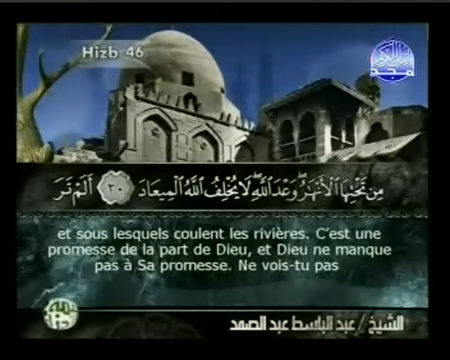 Hizb 46
مجد
مِن تَحْتِهَا الْأَنْهَٰرُ ۖ وَعْدَ اللَّهِ ۖ لَا يُخْلِفُ اللَّهُ الْمِيعَادَ ٢٠ أَلَمْ تَرَ
et sous lesquels coulent les rivières. C'est une
promesse de la part de Dieu, et Dieu ne manque
pas à Sa promesse. Ne vois-tu pas
الشيخ / عبد الباسط عبد الصمد